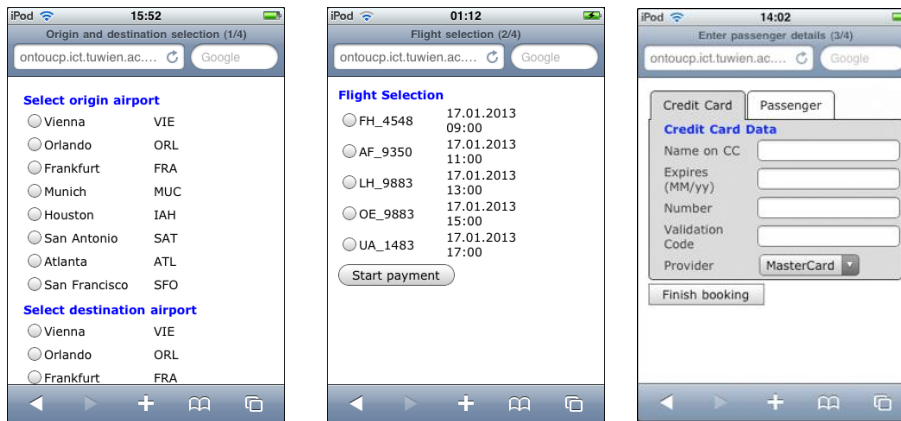 iPod 15:52
Origin and destination selection (1/4)
ontoucp.ict.tuwien.ac.... Google
Select origin airport
Vienna VIE
Orlando ORL
Frankfurt FRA
Munich MUC
Houston IAH
San Antonio SAT
Atlanta ATL
San Francisco SFO
Select destination airport
Vienna VIE
Orlando ORL
Frankfurt FRA
iPod 01:12
Flight selection (2/4)
ontoucp.ict.tuwien.ac.... Google
Flight Selection
FH_4548 17.01.2013
09:00
AF_9350 17.01.2013
11:00
LH_9883 17.01.2013
13:00
OE_9883 17.01.2013
15:00
UA_1483 17.01.2013
17:00
Start payment
iPod 14:02
Enter passenger details (3/4)
ontoucp.ict.tuwien.ac.... Google
Credit Card Passenger
Credit Card Data
Name on CC
Expires
(MM/yy)
Number
Validation
Code
Provider MasterCard
Finish booking